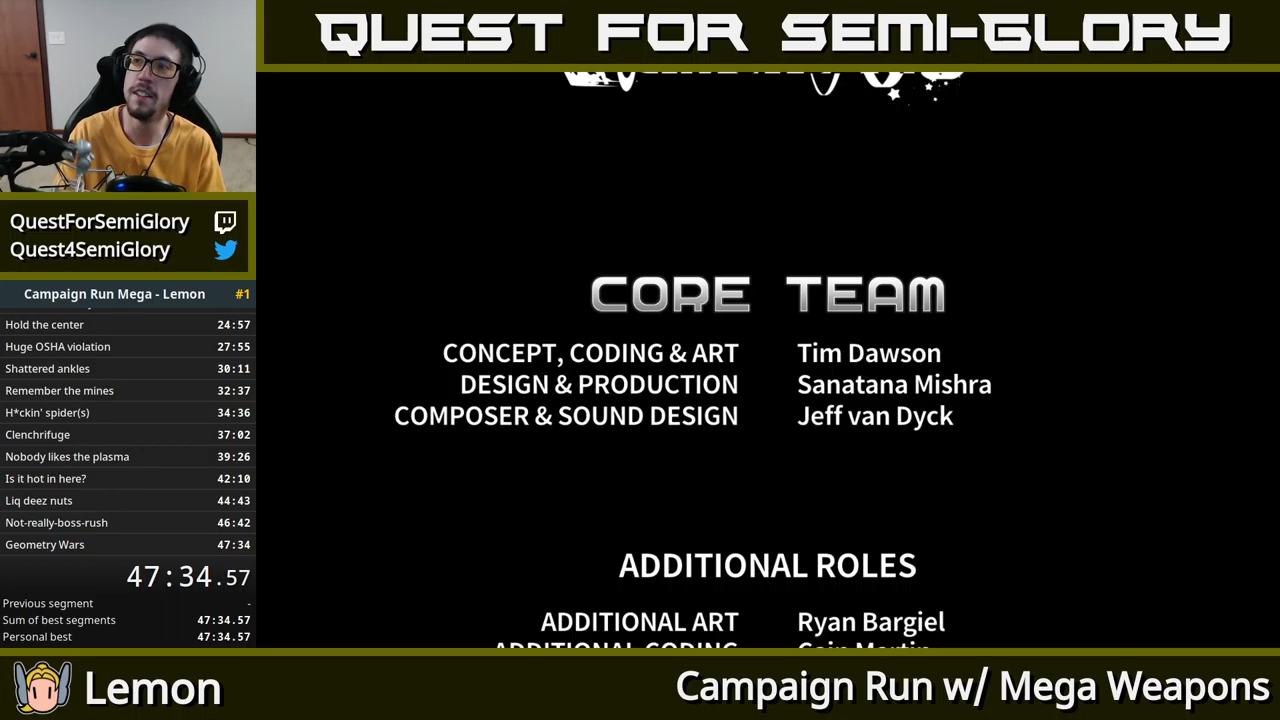 QUEST FOR SEMI-GLORY
QuestForSemiGlory
Quest4SemiGlory
Campaign Run Mega - Lemon #1
Hold the center 24:57
Huge OSHA violation 27:55
Shattered ankles 30:11
Remember the mines 32:37
H*ckin' spider(s) 34:36
Clenchrifuge 37:02
Nobody likes the plasma 39:26
Is it hot in here? 42:10
Liq deez nuts 44:43
Not-really-boss-rush 46:42
Geometry Wars 47:34
47:34.57
Previous segment -
Sum of best segments 47:34.57
Personal best 47:34.57
CORE TEAM
CONCEPT, CODING & ART Tim Dawson
DESIGN & PRODUCTION Sanatana Mishra
COMPOSER & SOUND DESIGN Jeff van Dyck
ADDITIONAL ROLES
ADDITIONAL ART Ryan Bargiel
ADDITIONAL CODING
Lemon
Campaign Run w/ Mega Weapons